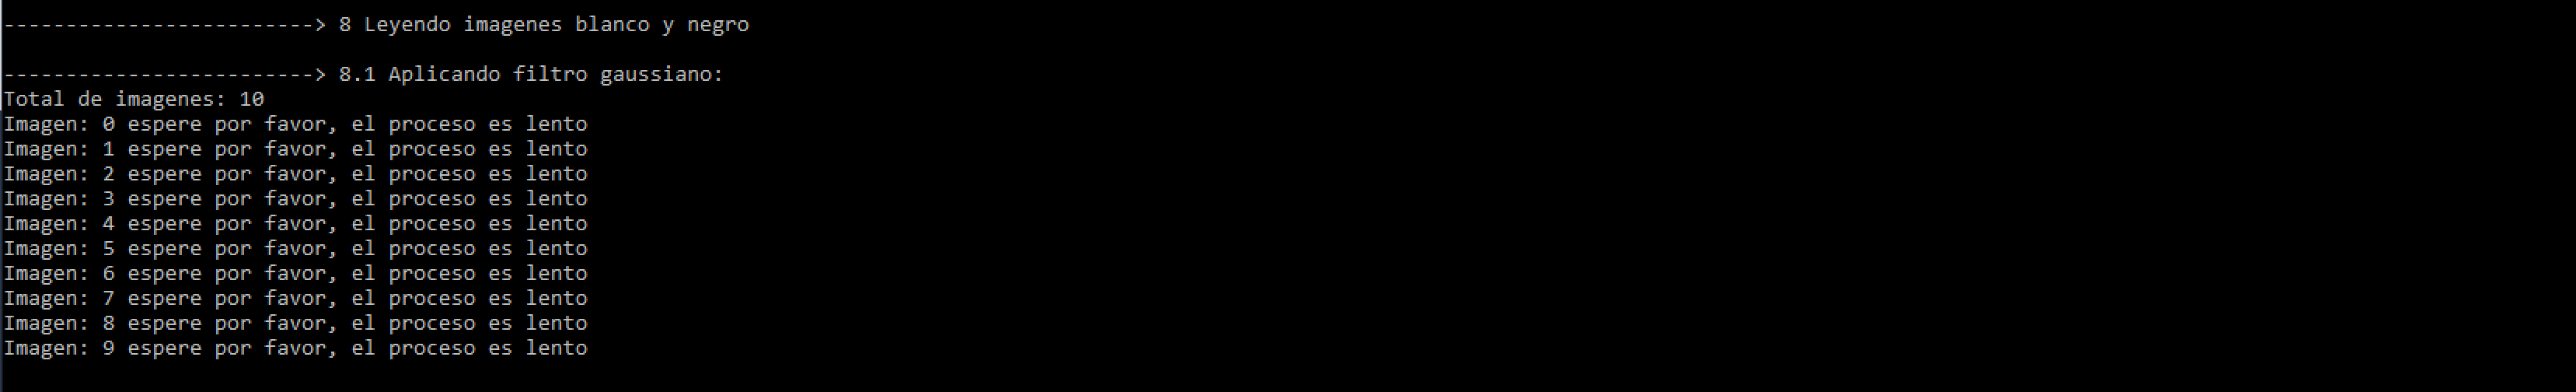 -------------------------> 8 Leyendo imagenes blanco y negro
-------------------------> 8.1 Aplicando filtro gaussiano:
Total de imagenes: 10
Imagen: 0 espere por favor, el proceso es lento
Imagen: 1 espere por favor, el proceso es lento
Imagen: 2 espere por favor, el proceso es lento
Imagen: 3 espere por favor, el proceso es lento
Imagen: 4 espere por favor, el proceso es lento
Imagen: 5 espere por favor, el proceso es lento
Imagen: 6 espere por favor, el proceso es lento
Imagen: 7 espere por favor, el proceso es lento
Imagen: 8 espere por favor, el proceso es lento
Imagen: 9 espere por favor, el proceso es lento